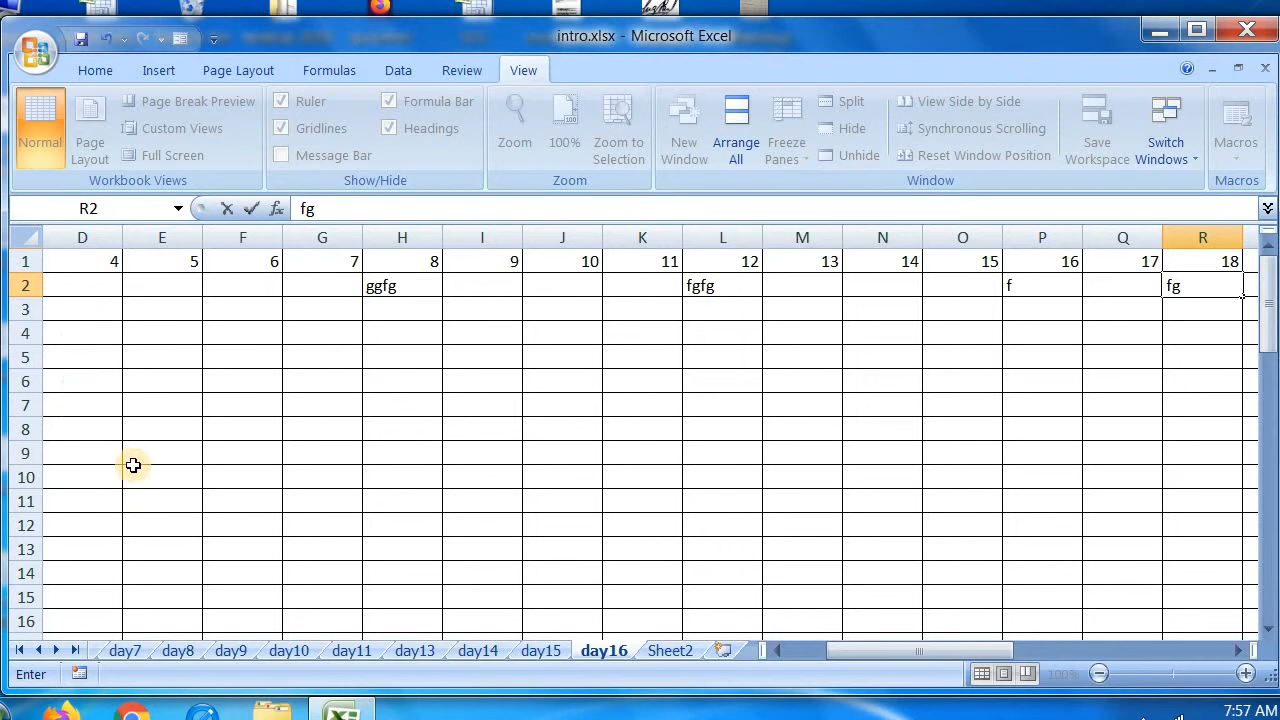 intro.xlsx - Microsoft Excel
Home Insert Page Layout Formulas Data Review View
Normal
Page Layout
Page Break Preview
Custom Views
Full Screen
Workbook Views
Ruler
Gridlines
Message Bar
Formula Bar
Headings
Show/Hide
Zoom
100%
Zoom to Selection
Zoom
New Window
Arrange All
Freeze Panes
Split
Hide
Unhide
View Side by Side
Synchronous Scrolling
Reset Window Position
Window
Save Workspace
Switch Windows
Macros
Macros
R2 fx fg
D E F G H I J K L M N O P Q R
1 4 5 6 7 8 9 10 11 12 13 14 15 16 17 18
2 ggfg fgfg f fg
3
4
5
6
7
8
9
10
11
12
13
14
15
16
day7 day8 day9 day10 day11 day13 day14 day15 day16 Sheet2
Enter 100%
7:57 AM